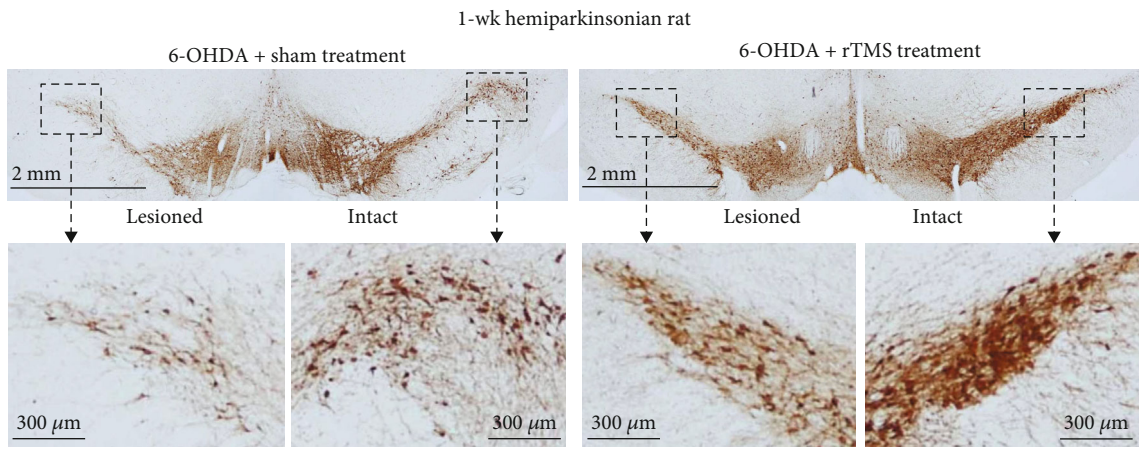 1-wk hemiparkinsonian rat
6-OHDA + sham treatment
6-OHDA + rTMS treatment
2 mm
2 mm
Lesioned
Intact
Lesioned
Intact
300 μm
300 μm
300 μm
300 μm